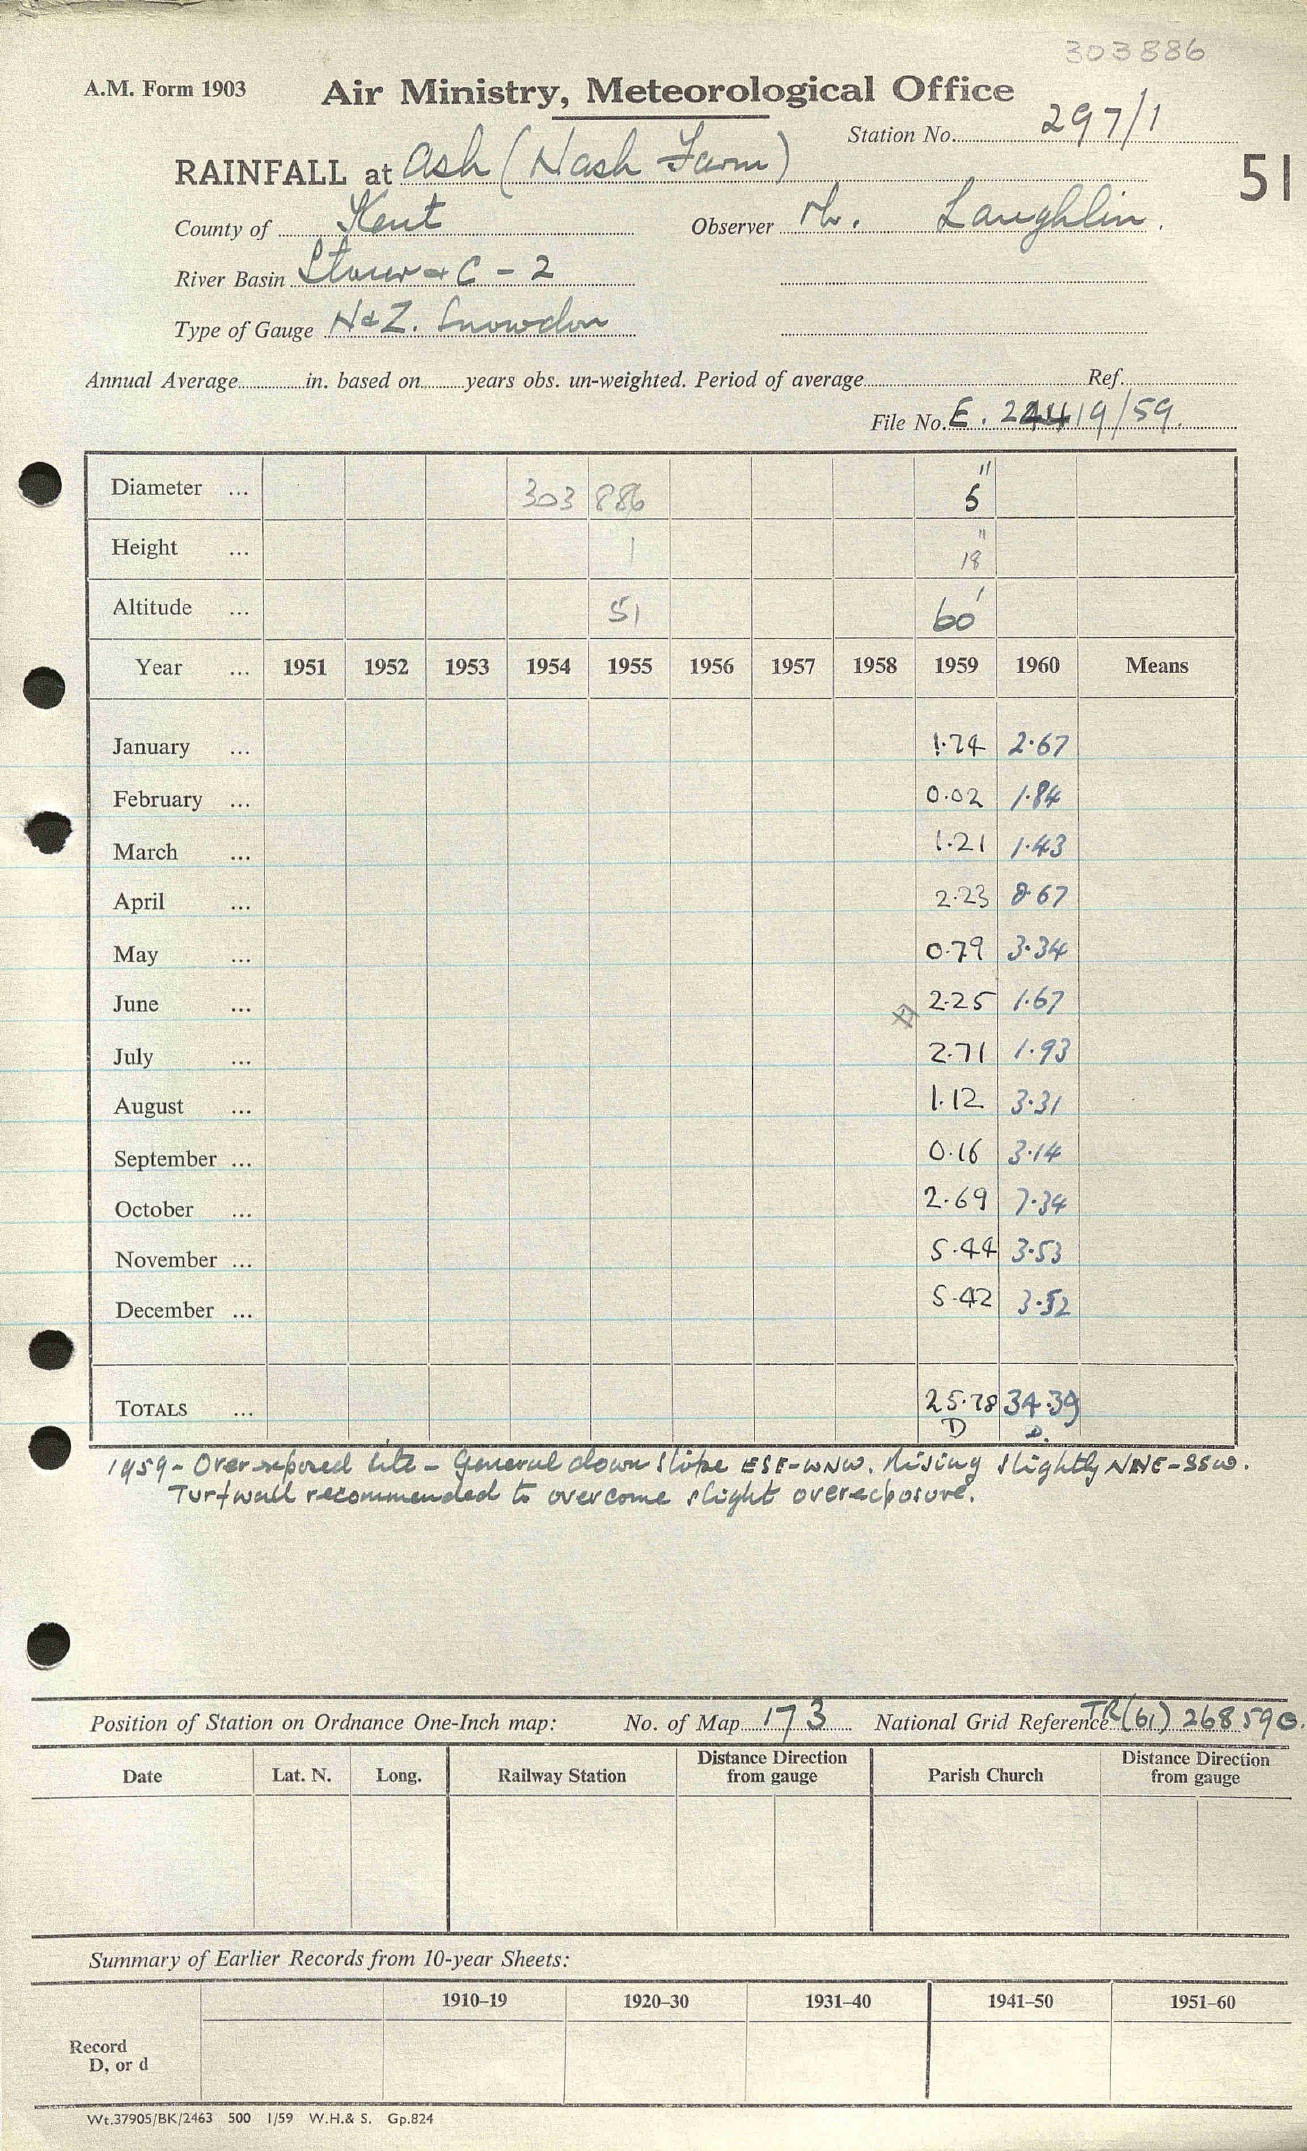 303886
A.M. Form 1903 Air Ministry, Meteorological Office
Station No. 297/1
RAINFALL at Ash (Nash Farm) 51
County of Kent Observer Laughlin.
River Basin Stour & C - 2
Type of Gauge N&Z. Snowdon
Annual Average in. based on years obs. un-weighted. Period of average Ref.
File No. E. 19/59.
Diameter ... 303 886 5"
Height ... 1 18"
Altitude ... 51 60'
Year ... 1951 1952 1953 1954 1955 1956 1957 1958 1959 1960 Means
January ... 1.74 2.67
February ... 0.02 1.84
March ... 1.21 1.43
April ... 2.23 0.67
May ... 0.79 3.34
June ... 2.25 1.67
July ... 2.71 1.93
August ... 1.12 3.31
September ... 0.16 3.14
October ... 2.69 7.34
November ... 5.44 3.53
December ... 5.42 3.52
TOTALS ... 25.78 34.39
D D.
1959 - Over exposed site - General down slope ESE-WNW. Rising slightly NNE-SSW.
Turf wall recommended to overcome slight overexposure.
Position of Station on Ordnance One-Inch map: No. of Map 173 National Grid Reference TR(61) 268590.
Date Lat. N. Long. Railway Station Distance Direction from gauge Parish Church Distance Direction from gauge
Summary of Earlier Records from 10-year Sheets:
1910–19 1920–30 1931–40 1941–50 1951–60
Record
D, or d
Wt.37905/BK/2463 500 1/59 W.H.& S. Gp.824